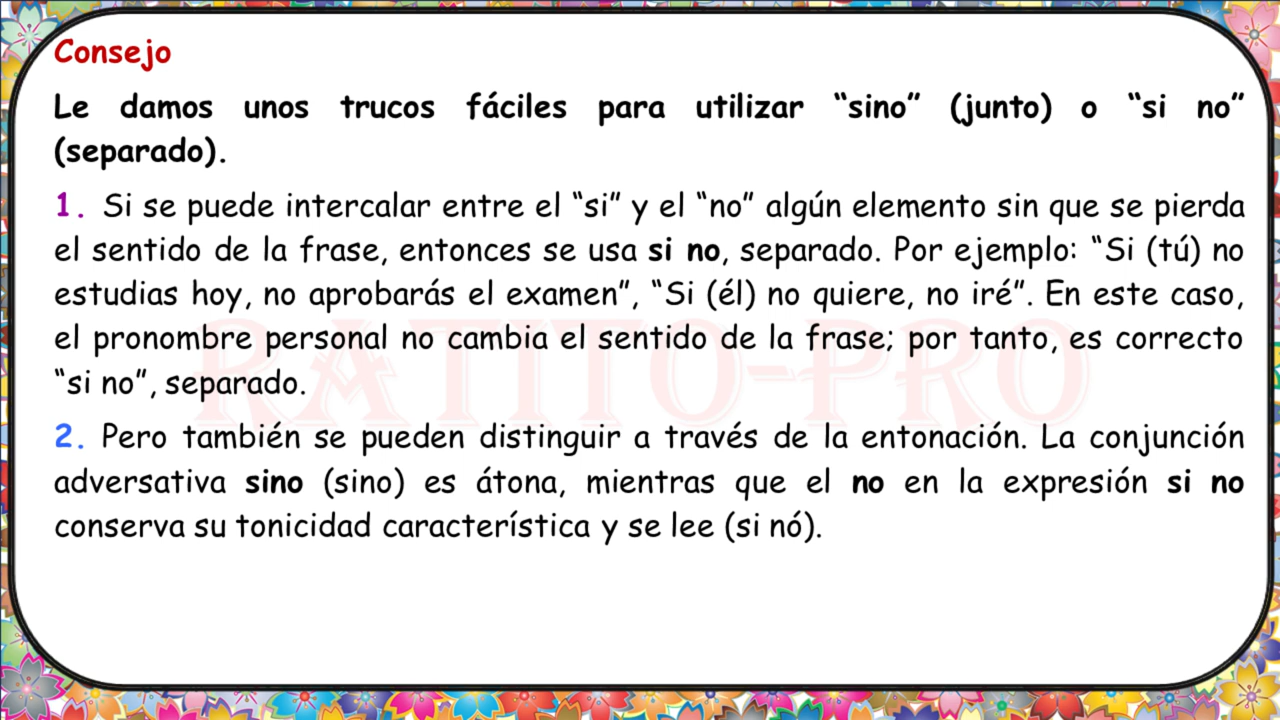 Consejo
Le damos unos trucos fáciles para utilizar “sino” (junto) o “si no”
(separado).
1. Si se puede intercalar entre el “si” y el “no” algún elemento sin que se pierda
el sentido de la frase, entonces se usa si no, separado. Por ejemplo: “Si (tú) no
estudias hoy, no aprobarás el examen”, “Si (él) no quiere, no iré”. En este caso,
el pronombre personal no cambia el sentido de la frase; por tanto, es correcto
“si no”, separado.
RATITO-PRO
2. Pero también se pueden distinguir a través de la entonación. La conjunción
adversativa sino (sino) es átona, mientras que el no en la expresión si no
conserva su tonicidad característica y se lee (si nó).